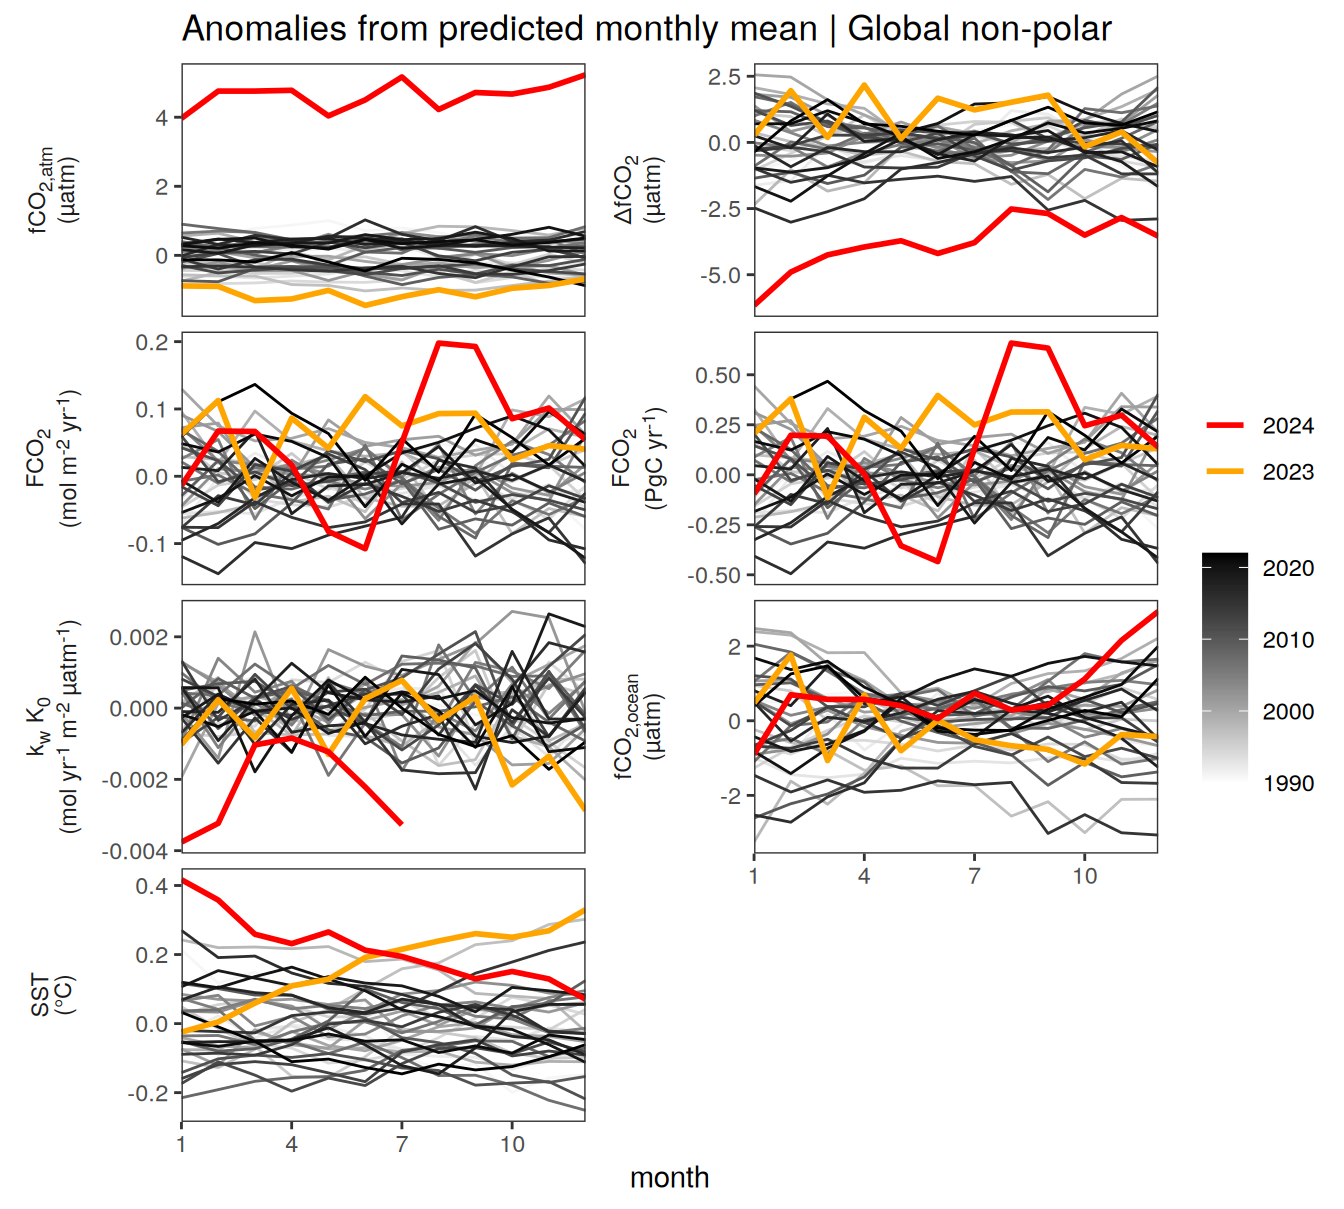 Anomalies from predicted monthly mean | Global non-polar
fCO2,atm
(µatm)
4
2
0
ΔfCO2
(µatm)
2.5
0.0
-2.5
-5.0
FCO2
(mol m-2 yr-1)
0.2
0.1
0.0
-0.1
FCO2
(PgC yr-1)
0.50
0.25
0.00
-0.25
-0.50
kw K0
(mol yr-1 m-2 µatm-1)
0.002
0.000
-0.002
-0.004
fCO2,ocean
(µatm)
2
0
-2
1
4
7
10
SST
(°C)
0.4
0.2
0.0
-0.2
1
4
7
10
month
2024
2023
2020
2010
2000
1990